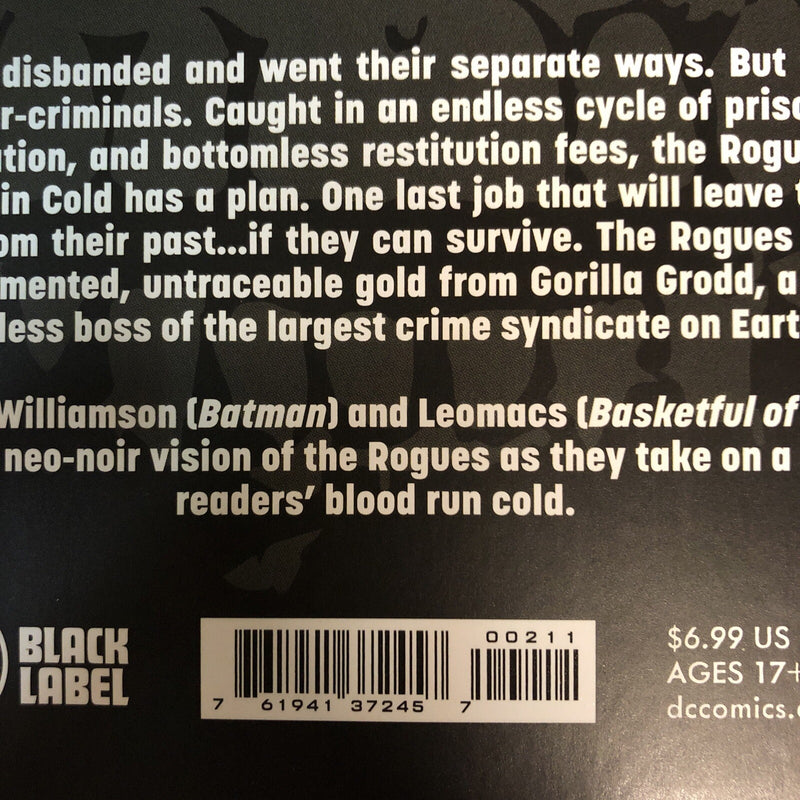 disbanded and went their separate ways. But
r-criminals. Caught in an endless cycle of priso
ation, and bottomless restitution fees, the Rogu
in Cold has a plan. One last job that will leave t
om their past...if they can survive. The Rogues
mented, untraceable gold from Gorilla Grodd, a
less boss of the largest crime syndicate on Eart
Williamson (Batman) and Leomacs (Basketful of
neo-noir vision of the Rogues as they take on a
readers’ blood run cold.
BLACK
LABEL
00211
7 61941 37245 7
$6.99 US
AGES 17+
dccomics.c